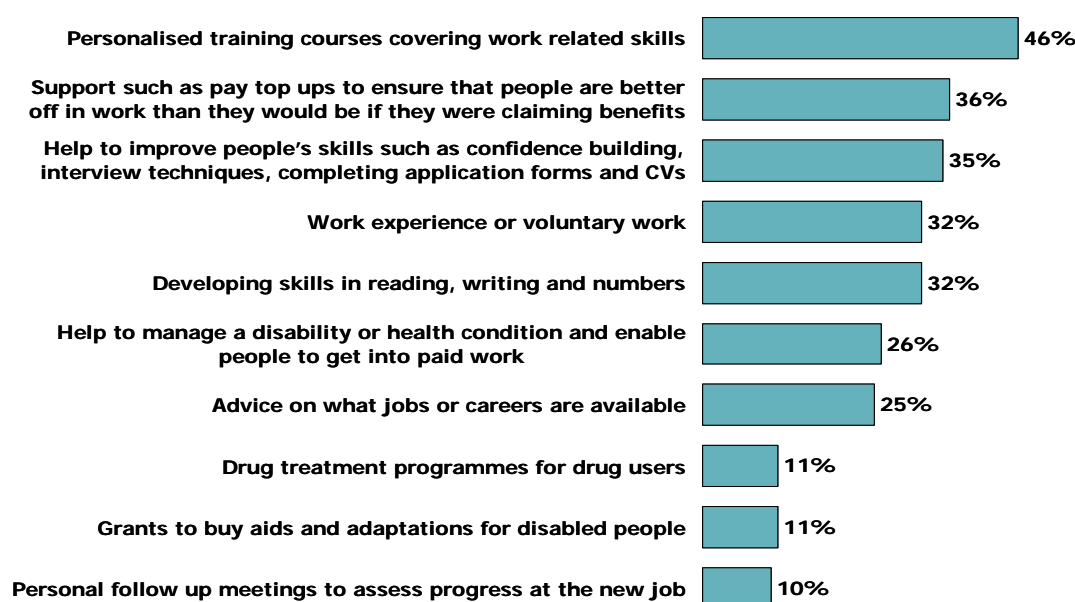 Personalised training courses covering work related skills 46%
Support such as pay top ups to ensure that people are better
off in work than they would be if they were claiming benefits 36%
Help to improve people’s skills such as confidence building,
interview techniques, completing application forms and CVs 35%
Work experience or voluntary work 32%
Developing skills in reading, writing and numbers 32%
Help to manage a disability or health condition and enable
people to get into paid work 26%
Advice on what jobs or careers are available 25%
Drug treatment programmes for drug users 11%
Grants to buy aids and adaptations for disabled people 11%
Personal follow up meetings to assess progress at the new job 10%